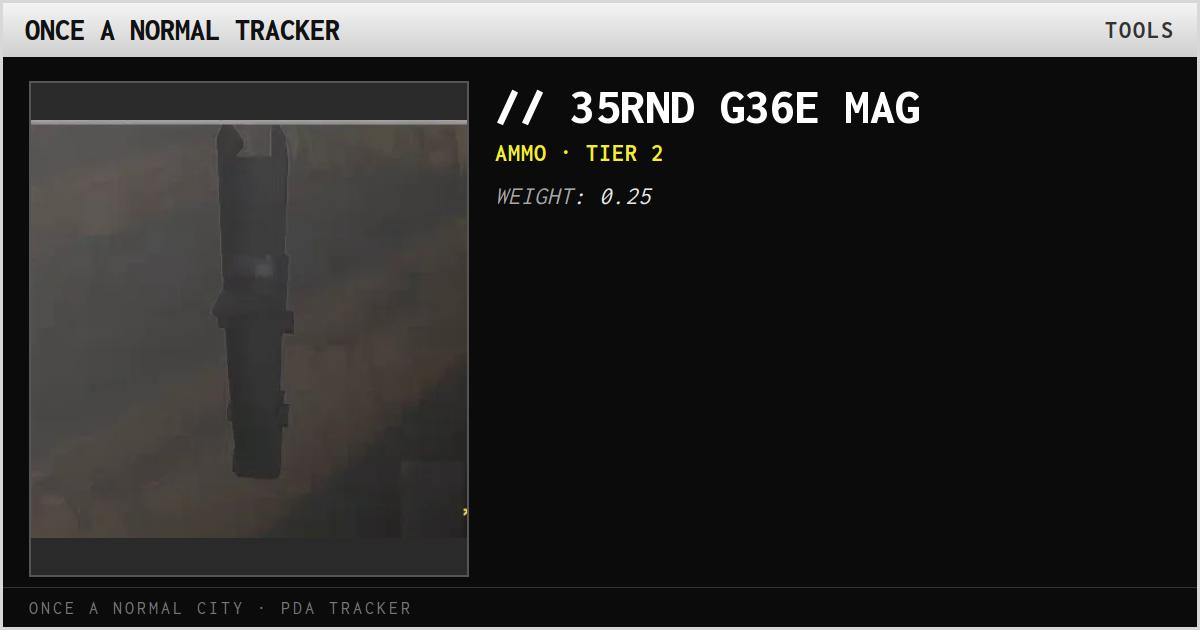 ONCE A NORMAL TRACKER
TOOLS
// 35RND G36E MAG
AMMO · TIER 2
WEIGHT: 0.25
ONCE A NORMAL CITY · PDA TRACKER